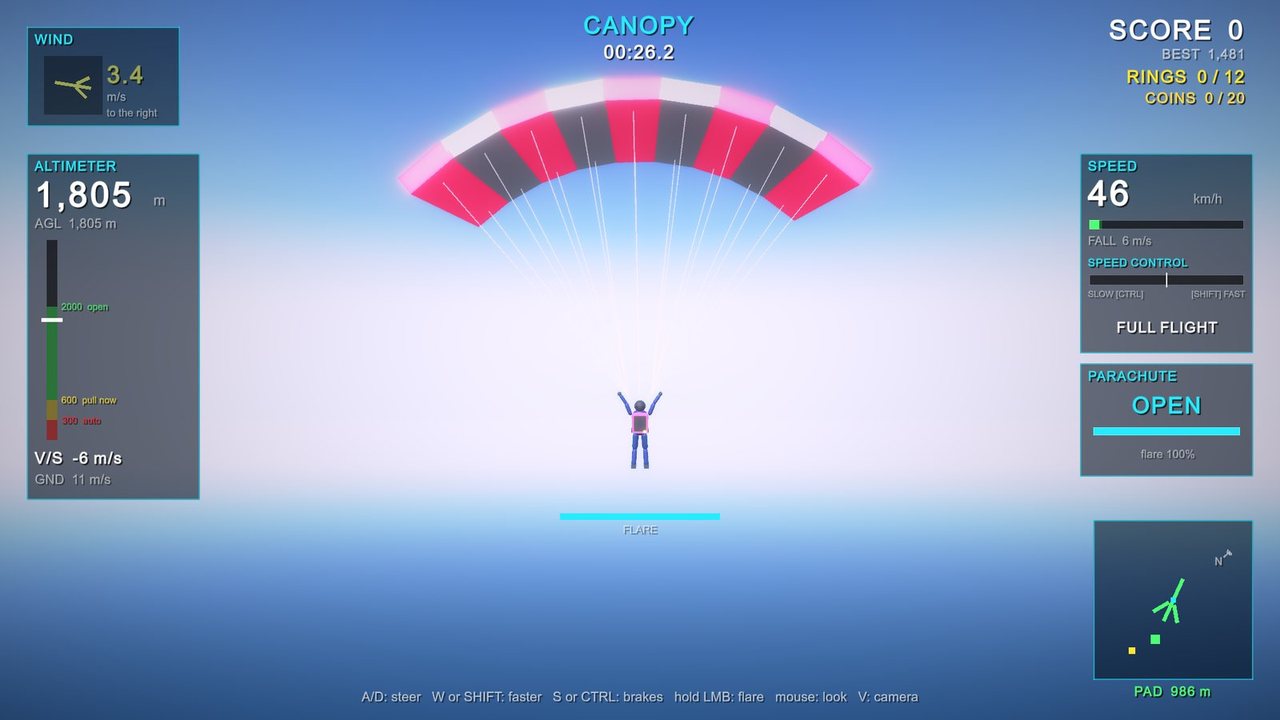 WIND
3.4
m/s
to the right
ALTIMETER
1,805 m
AGL 1,805 m
2000 open
600 pull now
300 auto
V/S -6 m/s
GND 11 m/s
CANOPY
00:26.2
FLARE
A/D: steer W or SHIFT: faster S or CTRL: brakes hold LMB: flare mouse: look V: camera
SCORE 0
BEST 1,481
RINGS 0 / 12
COINS 0 / 20
SPEED
46 km/h
FALL 6 m/s
SPEED CONTROL
SLOW [CTRL] [SHIFT] FAST
FULL FLIGHT
PARACHUTE
OPEN
flare 100%
N
PAD 986 m